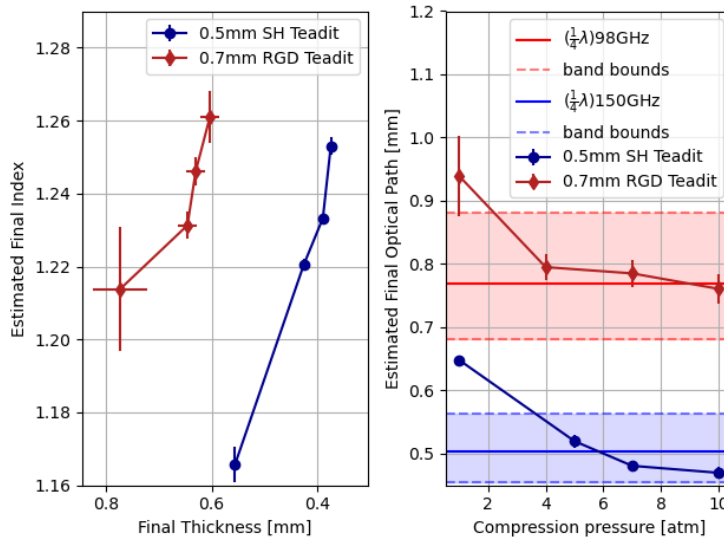 1.28
1.26
1.24
1.22
1.20
1.18
1.16
Estimated Final Index
0.5mm SH Teadit
0.7mm RGD Teadit
0.8
0.6
0.4
Final Thickness [mm]
1.2
1.1
1.0
0.9
0.8
0.7
0.6
0.5
Estimated Final Optical Path [mm]
(¼λ)98GHz
band bounds
(¼λ)150GHz
band bounds
0.5mm SH Teadit
0.7mm RGD Teadit
2
4
6
8
10
Compression pressure [atm]